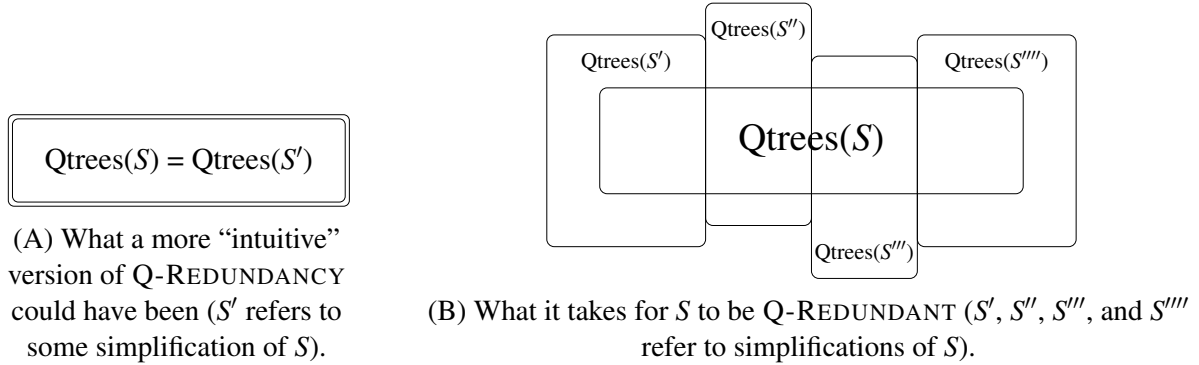 Qtrees(S) = Qtrees(S′)
(A) What a more “intuitive”
version of Q-REDUNDANCY
could have been (S′ refers to
some simplification of S).
Qtrees(S′)
Qtrees(S′′)
Qtrees(S′′′′)
Qtrees(S)
Qtrees(S′′′)
(B) What it takes for S to be Q-REDUNDANT (S′, S′′, S′′′, and S′′′′
refer to simplifications of S).